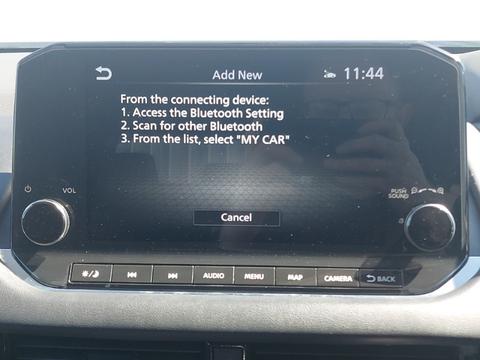 Add New
11:44
From the connecting device:
1. Access the Bluetooth Setting
2. Scan for other Bluetooth
3. From the list, select "MY CAR"
VOL
PUSH
SOUND
Cancel
AUDIO
MENU
MAP
CAMERA
BACK